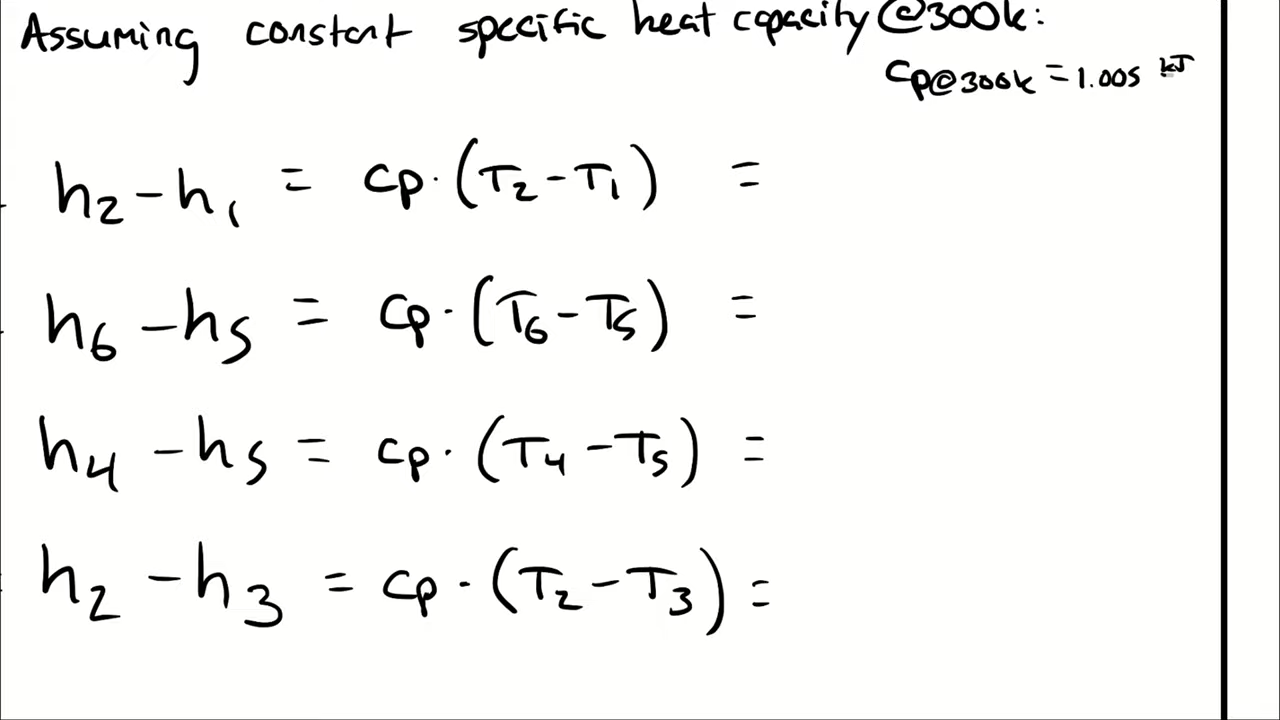 Assuming constant specific heat capacity @300k:
Cp@300k = 1.005 kJ
h2 - h1 = Cp · (T2 - T1) =
h6 - h5 = Cp · (T6 - T5) =
h4 - h5 = Cp · (T4 - T5) =
h2 - h3 = Cp · (T2 - T3) =